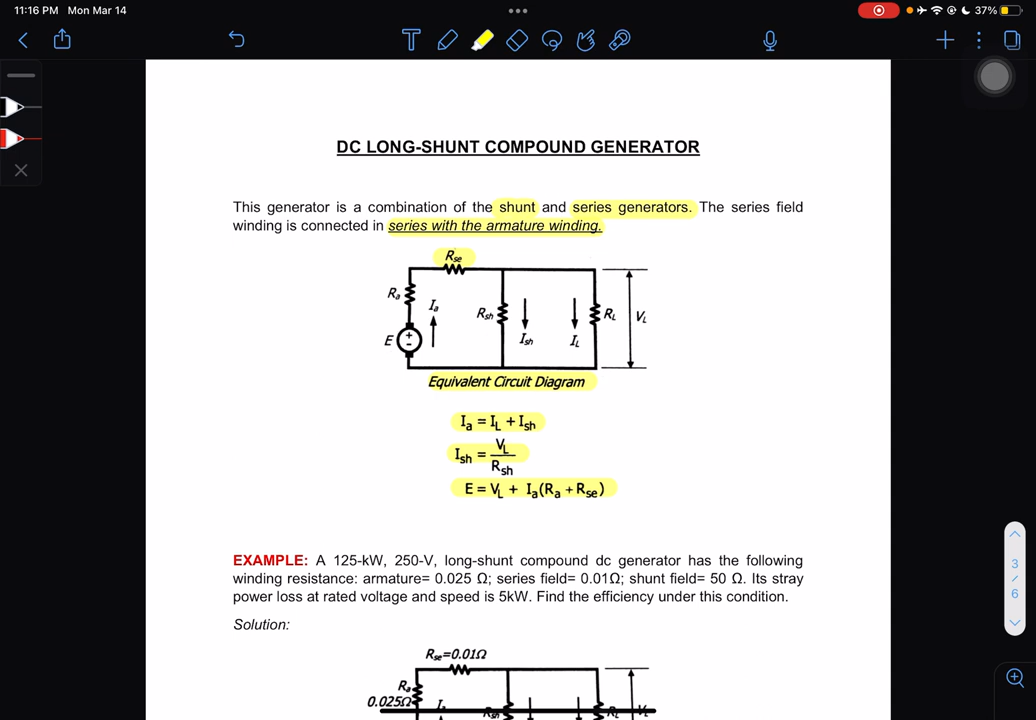 11:16 PM Mon Mar 14
37%
DC LONG-SHUNT COMPOUND GENERATOR
This generator is a combination of the shunt and series generators. The series field
winding is connected in series with the armature winding.
Rse
Ra
Ia
Rsh
Ish
IL
RL
VL
E
+
-
Equivalent Circuit Diagram
Ia = IL + Ish
Ish = VL
Rsh
E = VL + Ia(Ra + Rse)
EXAMPLE: A 125-kW, 250-V, long-shunt compound dc generator has the following
winding resistance: armature= 0.025 Ω; series field= 0.01Ω; shunt field= 50 Ω. Its stray
power loss at rated voltage and speed is 5kW. Find the efficiency under this condition.
Solution:
Rse=0.01Ω
Ra
0.025Ω
Ia
Rsh
RL
VL
3
/
6